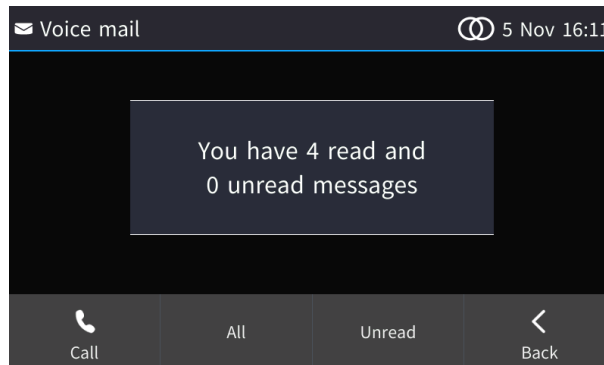 Voice mail
5 Nov 16:11
You have 4 read and
0 unread messages
Call
All
Unread
Back